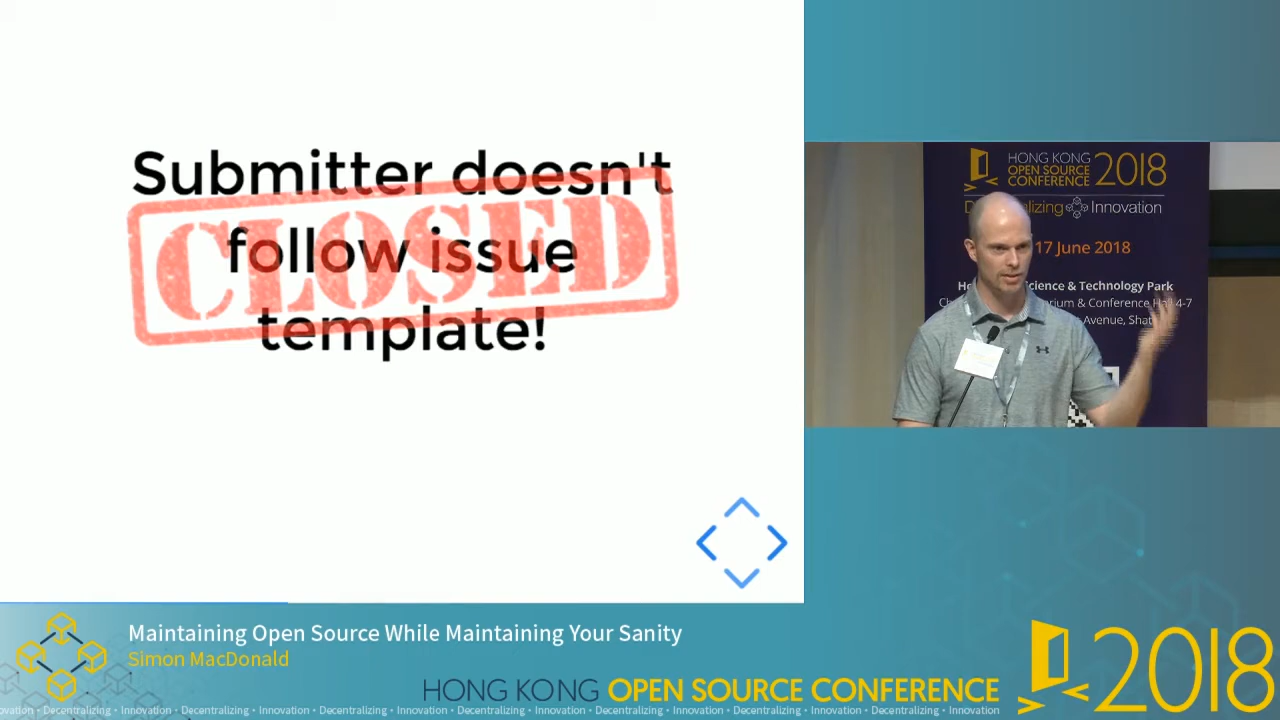 Submitter doesn't
follow issue
template!
CLOSED
HONG KONG
OPEN SOURCE
CONFERENCE 2018
Innovation
17 June 2018
Science & Technology Park
Avenue,
Maintaining Open Source While Maintaining Your Sanity
Simon MacDonald
HONG KONG OPEN SOURCE CONFERENCE 2018
Decentralizing • Innovation • Decentralizing • Innovation • Decentralizing • Innovation • Decentralizing • Innovation • Decentralizing • Innovation • Decentralizing • Innovation • Decentralizing • Innovation • Decentralizing • Innovation